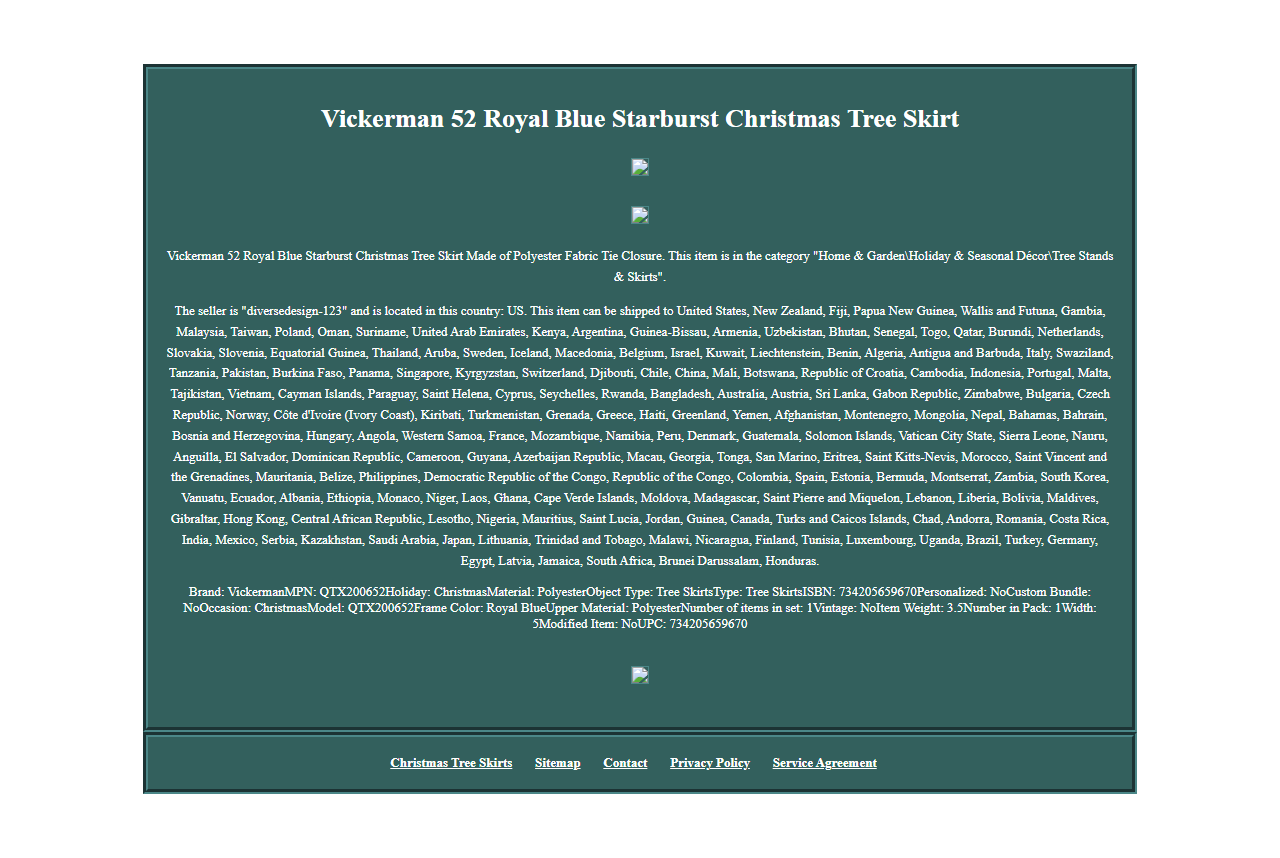 Vickerman 52 Royal Blue Starburst Christmas Tree Skirt
Vickerman 52 Royal Blue Starburst Christmas Tree Skirt Made of Polyester Fabric Tie Closure. This item is in the category "Home & Garden\Holiday & Seasonal Décor\Tree Stands
& Skirts".
The seller is "diversedesign-123" and is located in this country: US. This item can be shipped to United States, New Zealand, Fiji, Papua New Guinea, Wallis and Futuna, Gambia,
Malaysia, Taiwan, Poland, Oman, Suriname, United Arab Emirates, Kenya, Argentina, Guinea-Bissau, Armenia, Uzbekistan, Bhutan, Senegal, Togo, Qatar, Burundi, Netherlands,
Slovakia, Slovenia, Equatorial Guinea, Thailand, Aruba, Sweden, Iceland, Macedonia, Belgium, Israel, Kuwait, Liechtenstein, Benin, Algeria, Antigua and Barbuda, Italy, Swaziland,
Tanzania, Pakistan, Burkina Faso, Panama, Singapore, Kyrgyzstan, Switzerland, Djibouti, Chile, China, Mali, Botswana, Republic of Croatia, Cambodia, Indonesia, Portugal, Malta,
Tajikistan, Vietnam, Cayman Islands, Paraguay, Saint Helena, Cyprus, Seychelles, Rwanda, Bangladesh, Australia, Austria, Sri Lanka, Gabon Republic, Zimbabwe, Bulgaria, Czech
Republic, Norway, Côte d'Ivoire (Ivory Coast), Kiribati, Turkmenistan, Grenada, Greece, Haiti, Greenland, Yemen, Afghanistan, Montenegro, Mongolia, Nepal, Bahamas, Bahrain,
Bosnia and Herzegovina, Hungary, Angola, Western Samoa, France, Mozambique, Namibia, Peru, Denmark, Guatemala, Solomon Islands, Vatican City State, Sierra Leone, Nauru,
Anguilla, El Salvador, Dominican Republic, Cameroon, Guyana, Azerbaijan Republic, Macau, Georgia, Tonga, San Marino, Eritrea, Saint Kitts-Nevis, Morocco, Saint Vincent and
the Grenadines, Mauritania, Belize, Philippines, Democratic Republic of the Congo, Republic of the Congo, Colombia, Spain, Estonia, Bermuda, Montserrat, Zambia, South Korea,
Vanuatu, Ecuador, Albania, Ethiopia, Monaco, Niger, Laos, Ghana, Cape Verde Islands, Moldova, Madagascar, Saint Pierre and Miquelon, Lebanon, Liberia, Bolivia, Maldives,
Gibraltar, Hong Kong, Central African Republic, Lesotho, Nigeria, Mauritius, Saint Lucia, Jordan, Guinea, Canada, Turks and Caicos Islands, Chad, Andorra, Romania, Costa Rica,
India, Mexico, Serbia, Kazakhstan, Saudi Arabia, Japan, Lithuania, Trinidad and Tobago, Malawi, Nicaragua, Finland, Tunisia, Luxembourg, Uganda, Brazil, Turkey, Germany,
Egypt, Latvia, Jamaica, South Africa, Brunei Darussalam, Honduras.
Brand: VickermanMPN: QTX200652Holiday: ChristmasMaterial: PolyesterObject Type: Tree SkirtsType: Tree SkirtsISBN: 734205659670Personalized: NoCustom Bundle:
NoOccasion: ChristmasModel: QTX200652Frame Color: Royal BlueUpper Material: PolyesterNumber of items in set: 1Vintage: NoItem Weight: 3.5Number in Pack: 1Width:
5Modified Item: NoUPC: 734205659670
Christmas Tree Skirts Sitemap Contact Privacy Policy Service Agreement